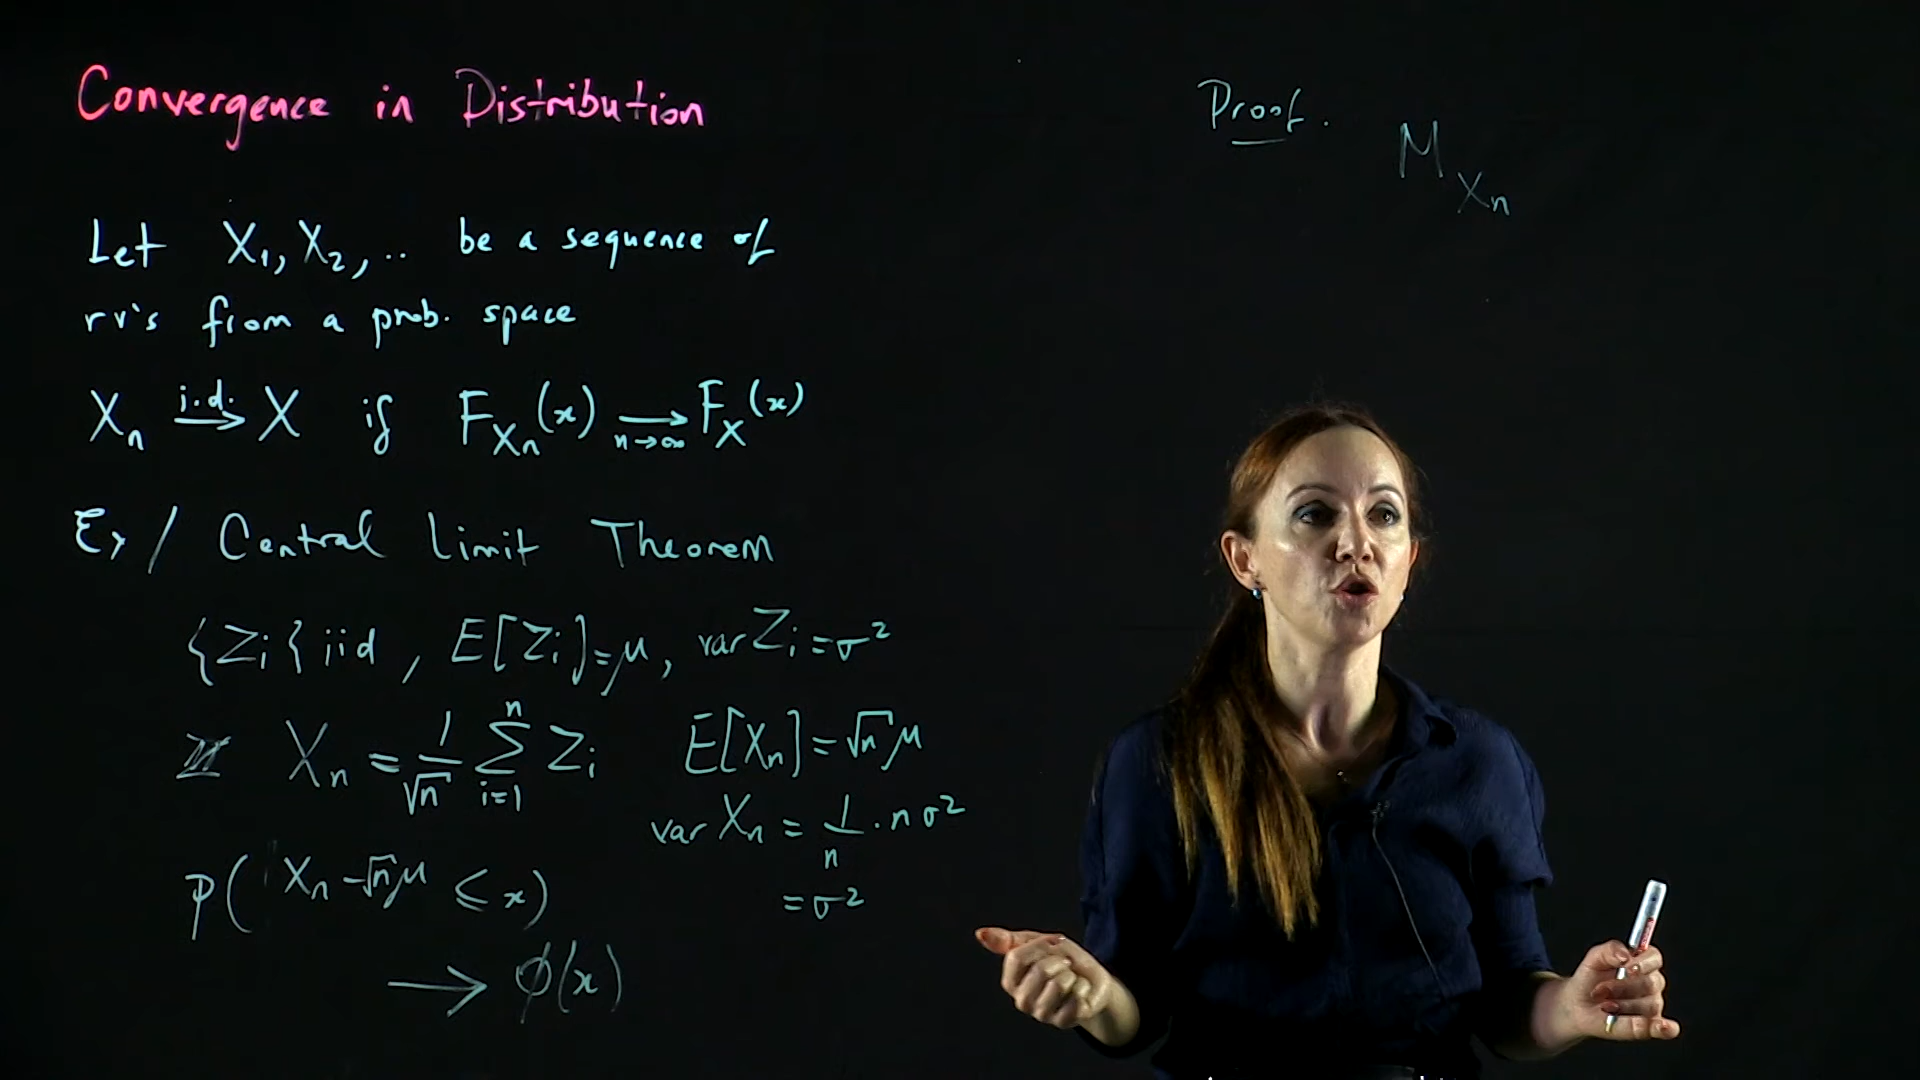 Convergence in Distribution
Let X₁, X₂, .. be a sequence of
rv's from a prob. space
Xₙ —i.d.→ X if F_Xₙ(x) →_{n→∞} F_X(x)
Ex / Central Limit Theorem
{Zᵢ{ iid, E[Zᵢ]=μ, var Zᵢ=σ²
Xₙ = 1/√n ∑_{i=1}^{n} Zᵢ E[Xₙ]=√n μ
var Xₙ = 1/n · nσ²
= σ²
P( Xₙ - √n μ ⩽ x)
→ ϕ(x)
Proof. M_Xₙ